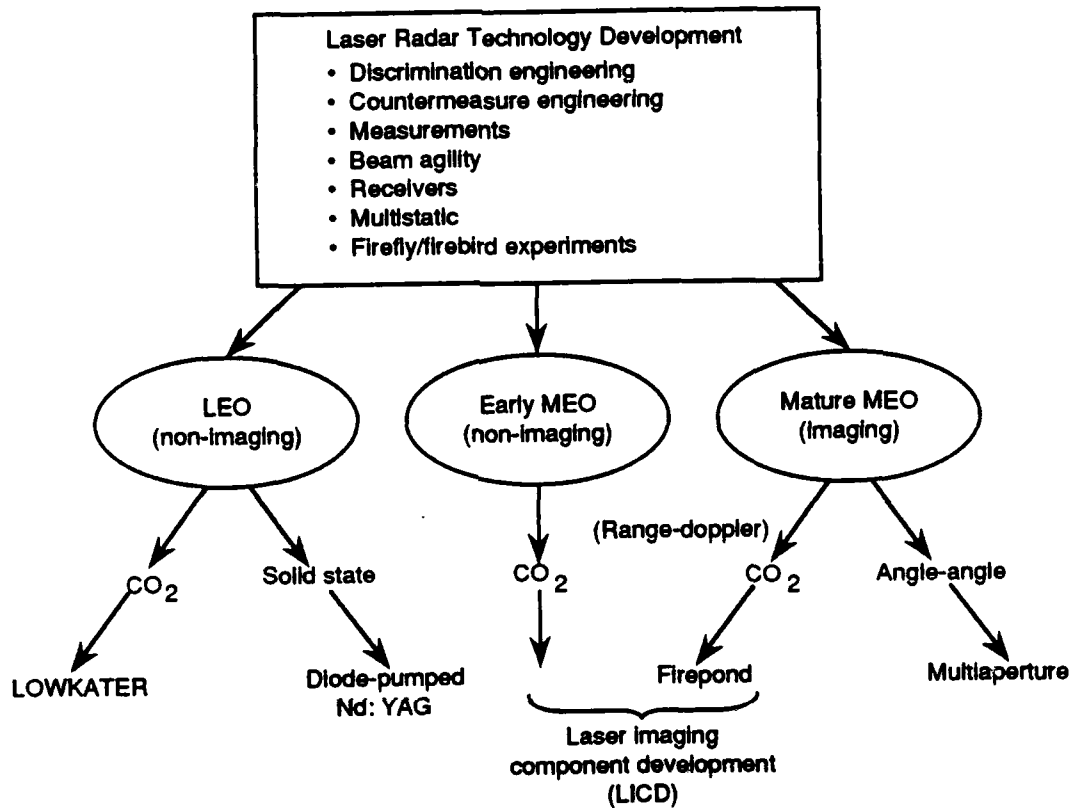 Laser Radar Technology Development
• Discrimination engineering
• Countermeasure engineering
• Measurements
• Beam agility
• Receivers
• Multistatic
• Firefly/firebird experiments
LEO
(non-imaging)
Early MEO
(non-imaging)
Mature MEO
(imaging)
(Range-doppler)
CO2
Solid state
CO2
CO2
Angle-angle
LOWKATER
Diode-pumped
Nd: YAG
Firepond
Multiaperture
Laser imaging
component development
(LICD)